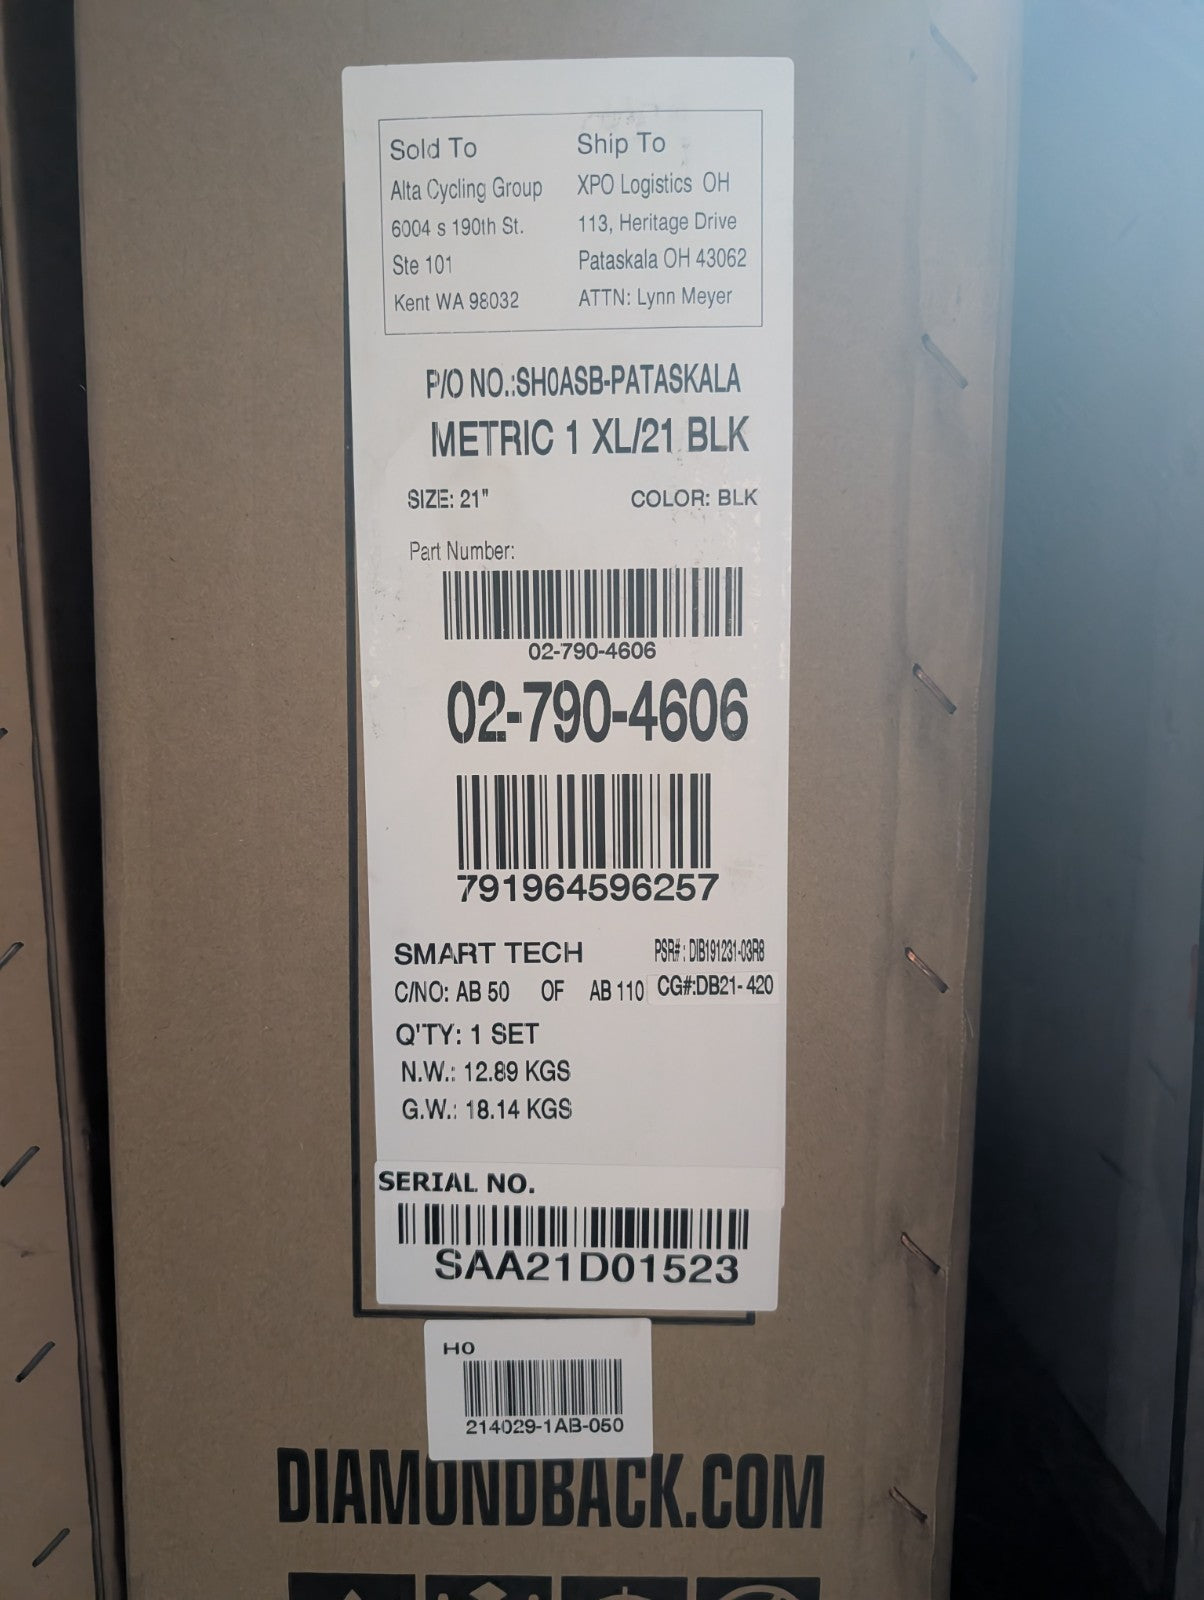 Sold To
Alta Cycling Group
6004 s 190th St.
Ste 101
Kent WA 98032
Ship To
XPO Logistics OH
113, Heritage Drive
Pataskala OH 43062
ATTN: Lynn Meyer
P/O NO.:SH0ASB-PATASKALA
METRIC 1 XL/21 BLK
SIZE: 21" COLOR: BLK
Part Number:
02-790-4606
02-790-4606
791964596257
SMART TECH PSR#: DIB191231-03R8
C/NO: AB 50 OF AB 110 CG#:DB21-420
Q'TY: 1 SET
N.W.: 12.89 KGS
G.W.: 18.14 KGS
SERIAL NO.
SAA21D01523
H0
214029-1AB-050
DIAMONDBACK.COM